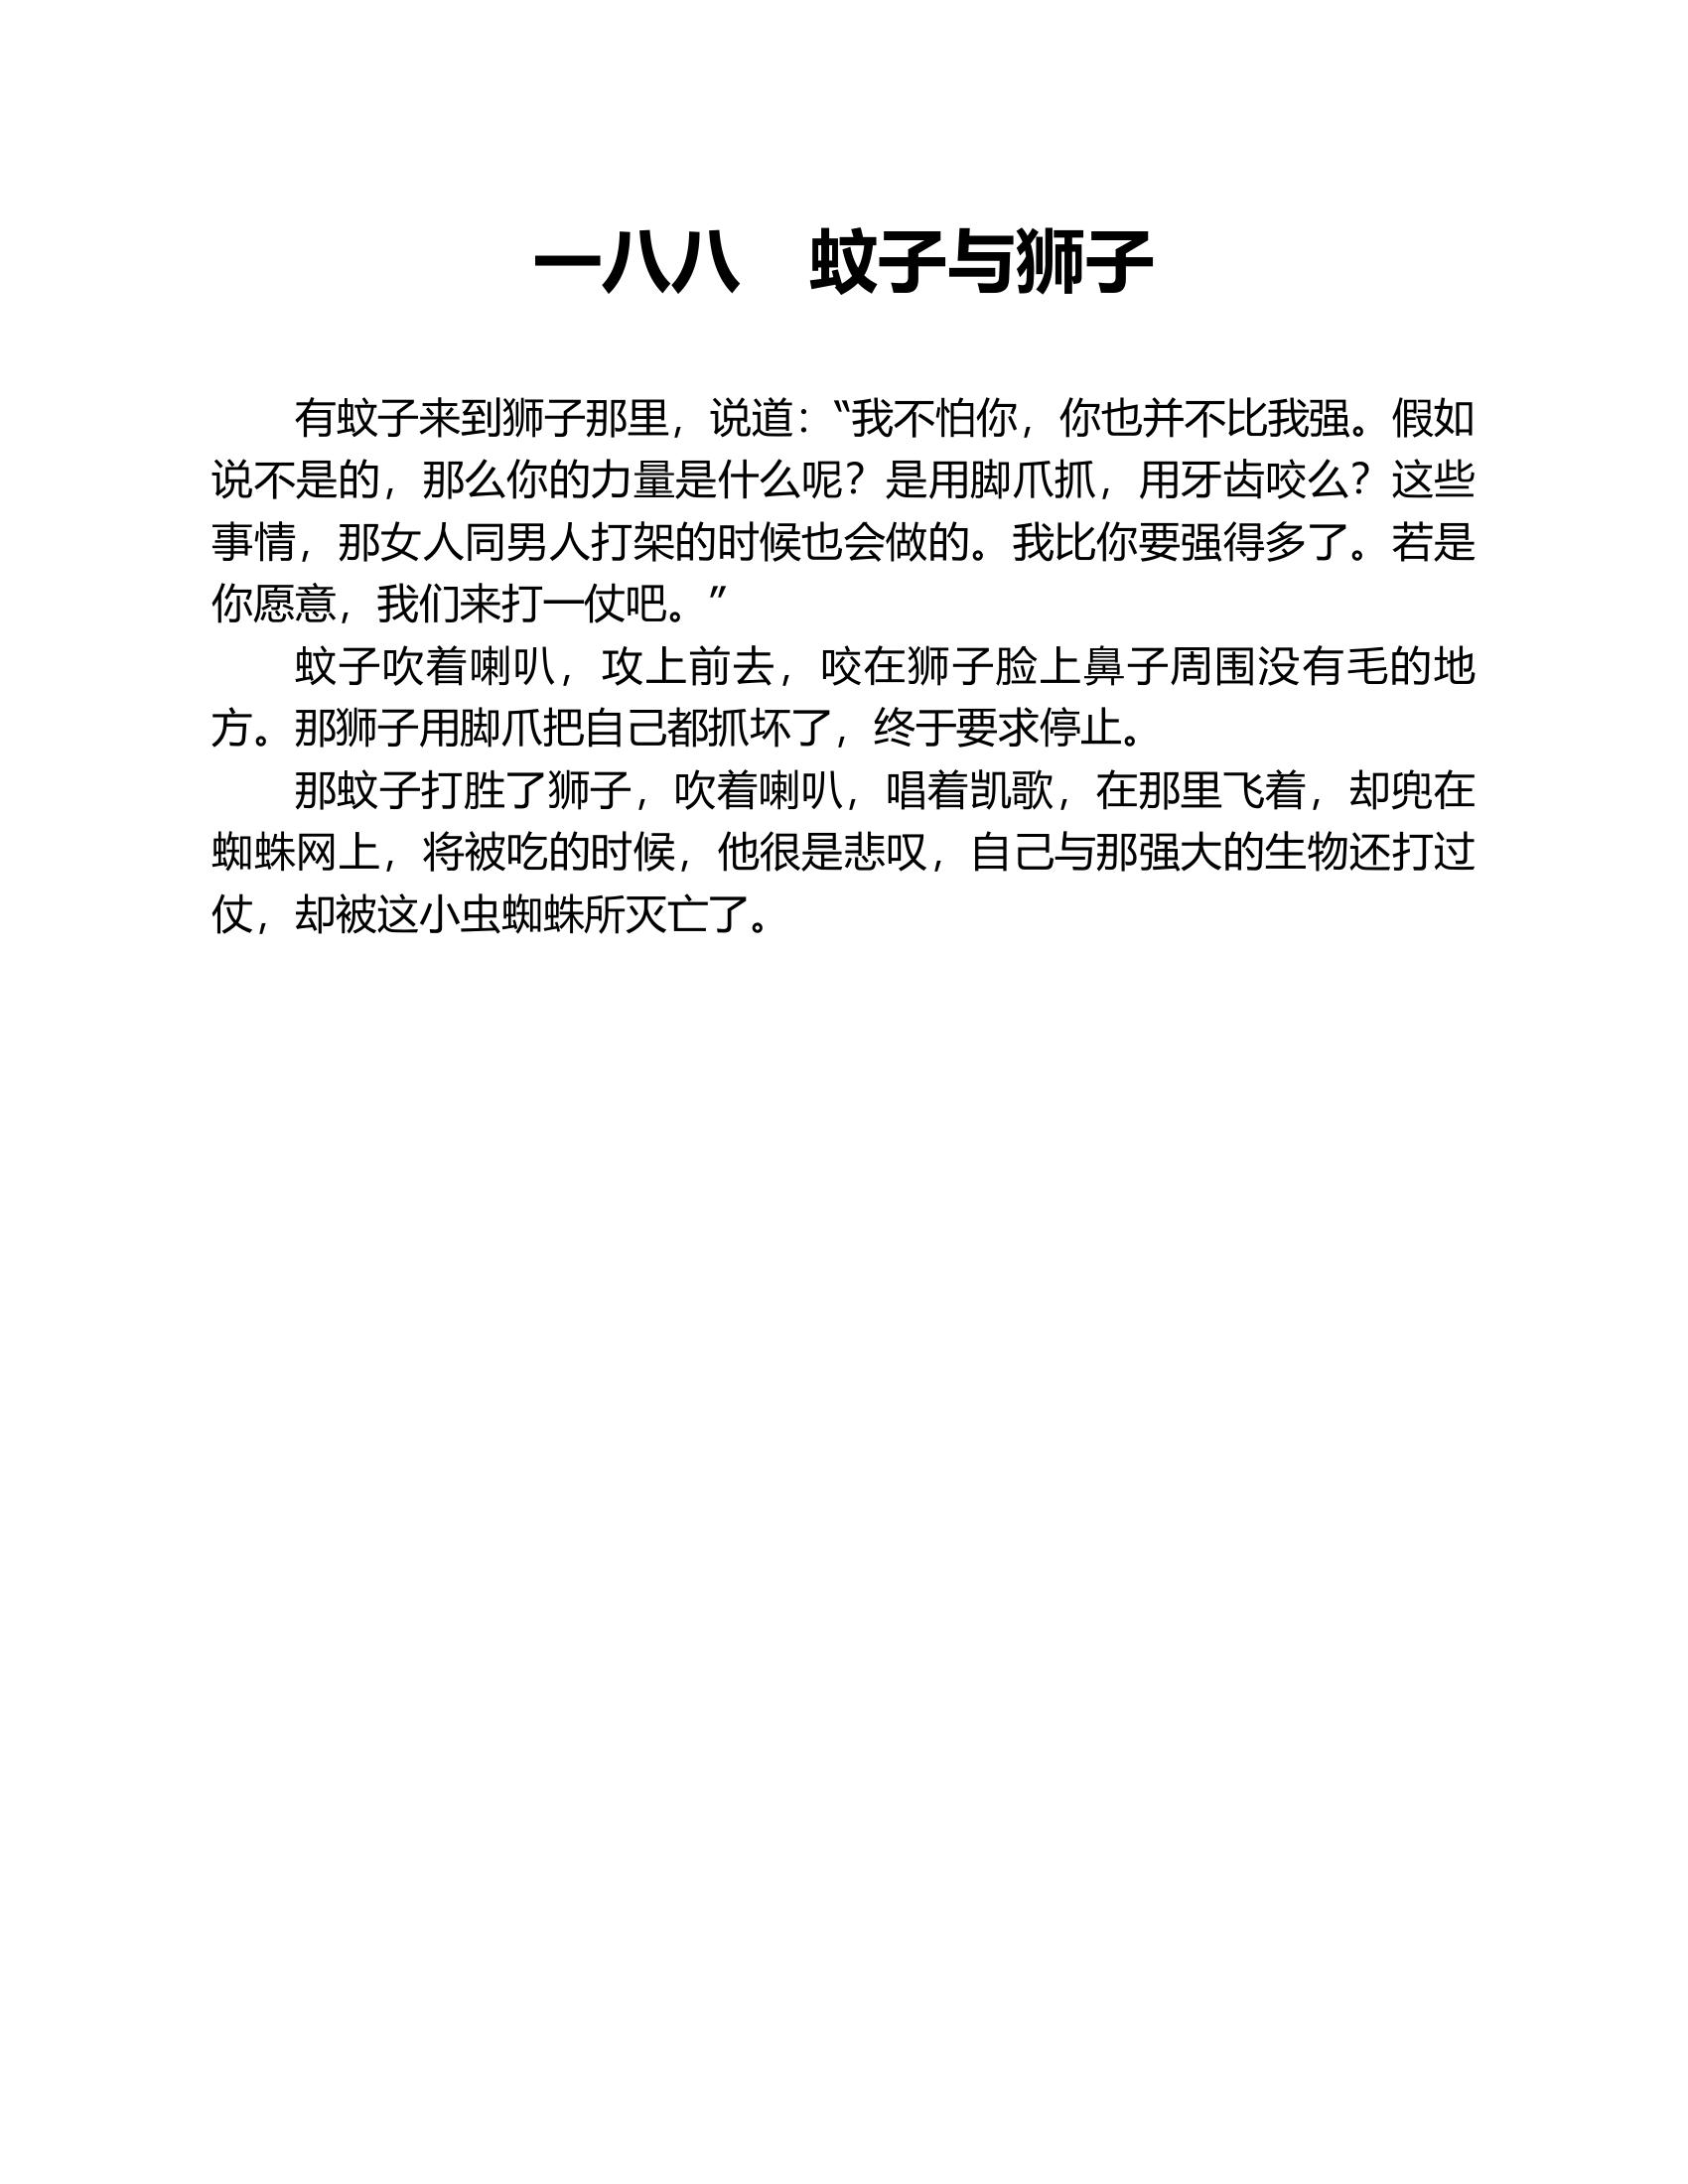 一八八　蚊子与狮子
有蚊子来到狮子那里，说道：“我不怕你，你也并不比我强。假如
说不是的，那么你的力量是什么呢？是用脚爪抓，用牙齿咬么？这些
事情，那女人同男人打架的时候也会做的。我比你要强得多了。若是
你愿意，我们来打一仗吧。”
蚊子吹着喇叭，攻上前去，咬在狮子脸上鼻子周围没有毛的地
方。那狮子用脚爪把自己都抓坏了，终于要求停止。
那蚊子打胜了狮子，吹着喇叭，唱着凯歌，在那里飞着，却兜在
蜘蛛网上，将被吃的时候，他很是悲叹，自己与那强大的生物还打过
仗，却被这小虫蜘蛛所灭亡了。